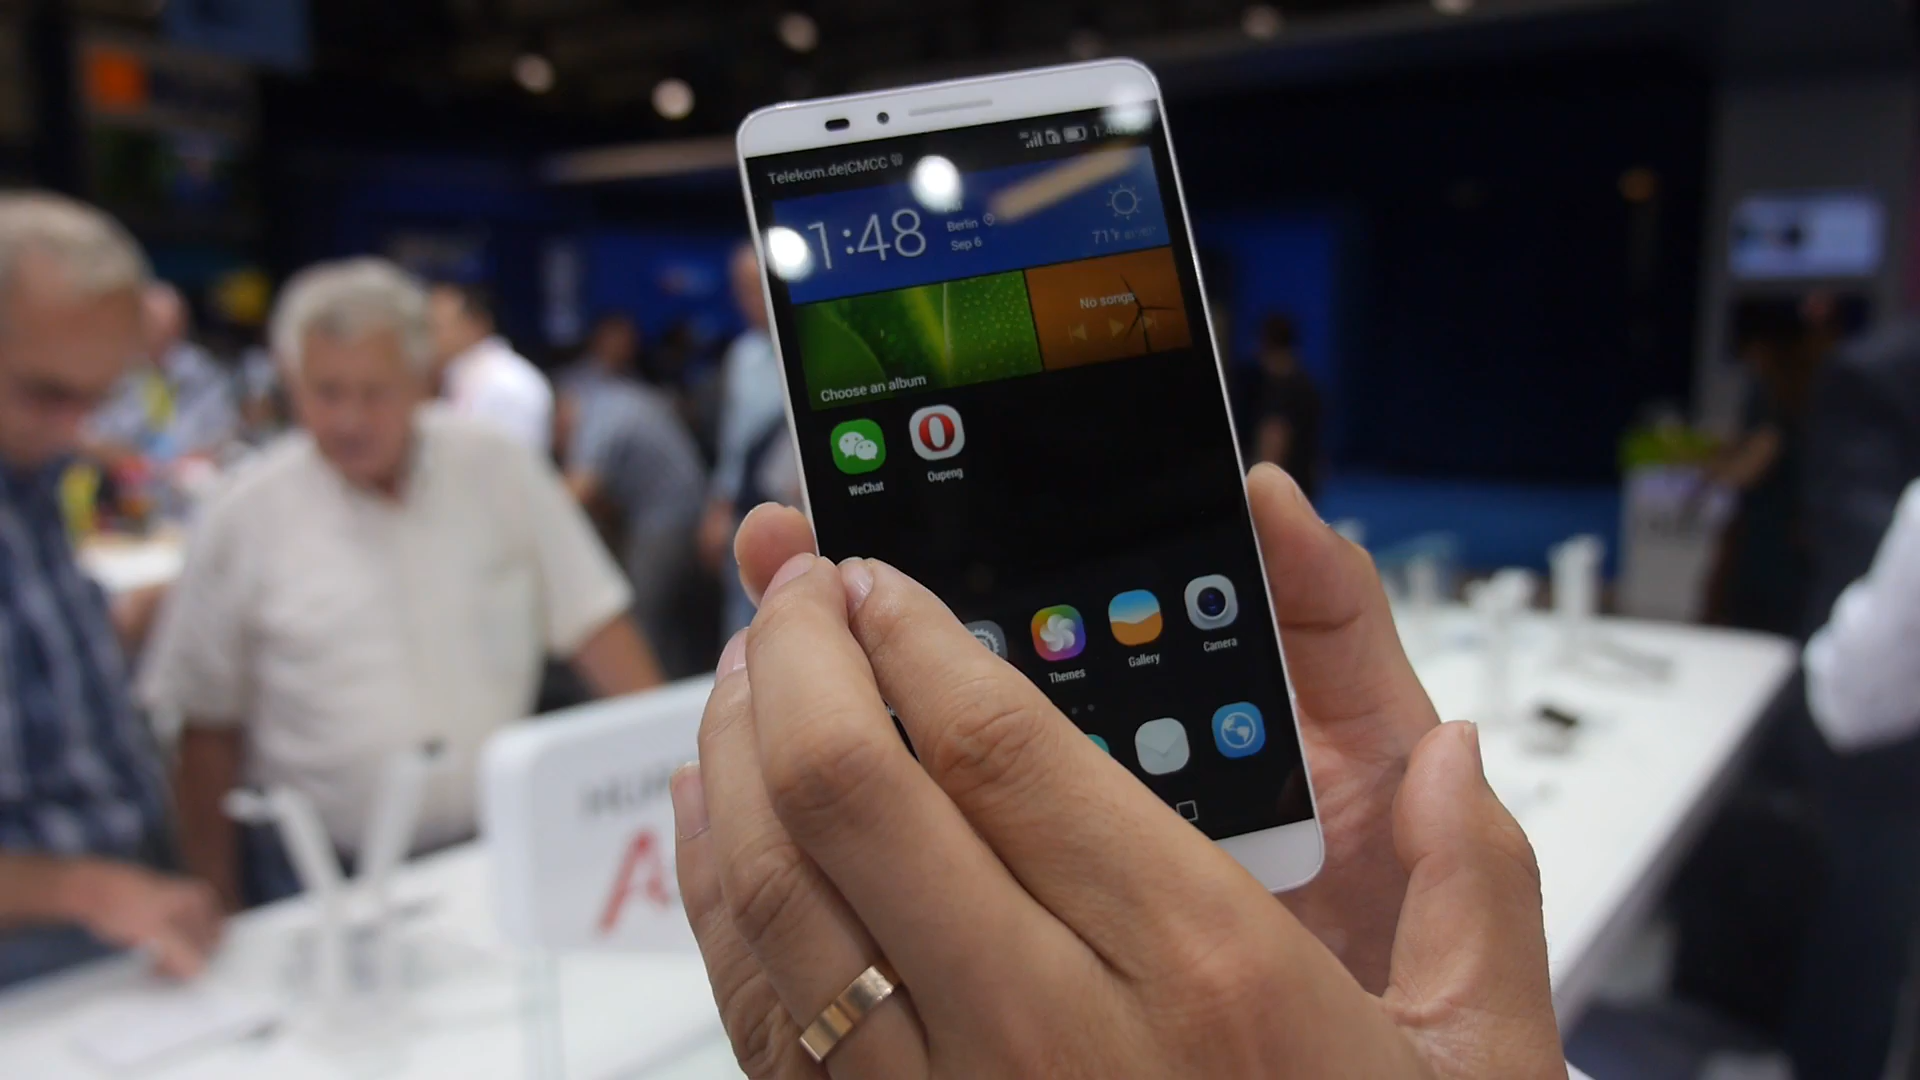 Telekom.de|CMCC
1:48
Berlin
Sep 6
71°F
No songs
Choose an album
WeChat
Oupeng
Themes
Gallery
Camera